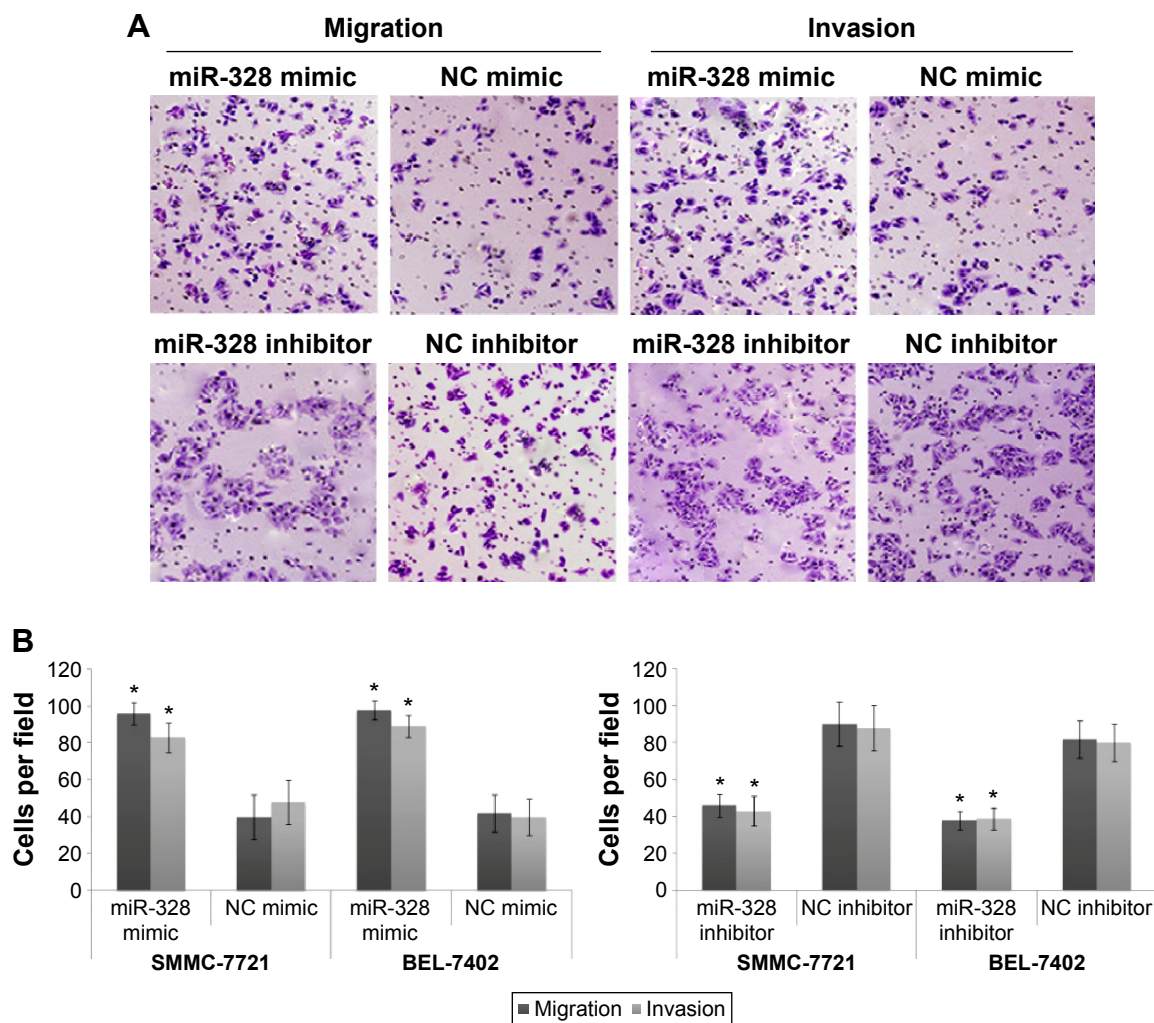 A
Migration Invasion
miR-328 mimic NC mimic miR-328 mimic NC mimic
miR-328 inhibitor NC inhibitor miR-328 inhibitor NC inhibitor
B
Cells per field
120
100
80
60
40
20
0
* * * *
miR-328 mimic NC mimic miR-328 mimic NC mimic
SMMC-7721 BEL-7402
Cells per field
120
100
80
60
40
20
0
* * * *
miR-328 inhibitor NC inhibitor miR-328 inhibitor NC inhibitor
SMMC-7721 BEL-7402
Migration Invasion